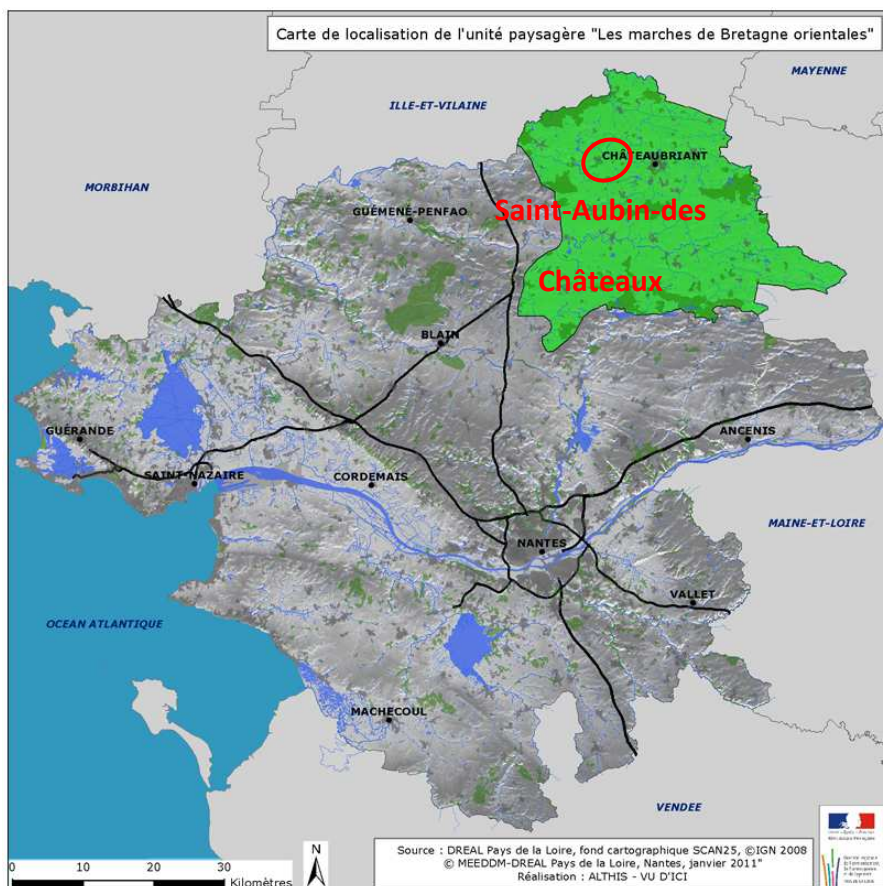 Carte de localisation de l'unité paysagère "Les marches de Bretagne orientales"
MAYENNE
ILLE-ET-VILAINE
CHÂTEAUBRIANT
MORBIHAN
GUÉMENÉ-PENFAO
Saint-Aubin-des
Châteaux
BLAIN
GUÉRANDE
ANCENIS
SAINT-NAZAIRE
CORDEMAIS
MAINE-ET-LOIRE
NANTES
VALLET
OCEAN ATLANTIQUE
MACHECOUL
VENDEE
N
0 10 20 30
Kilomètres
Source : DREAL Pays de la Loire, fond cartographique SCAN25, ©IGN 2008
© MEEDDM-DREAL Pays de la Loire, Nantes, janvier 2011"
Réalisation : ALTHIS - VU D'ICI